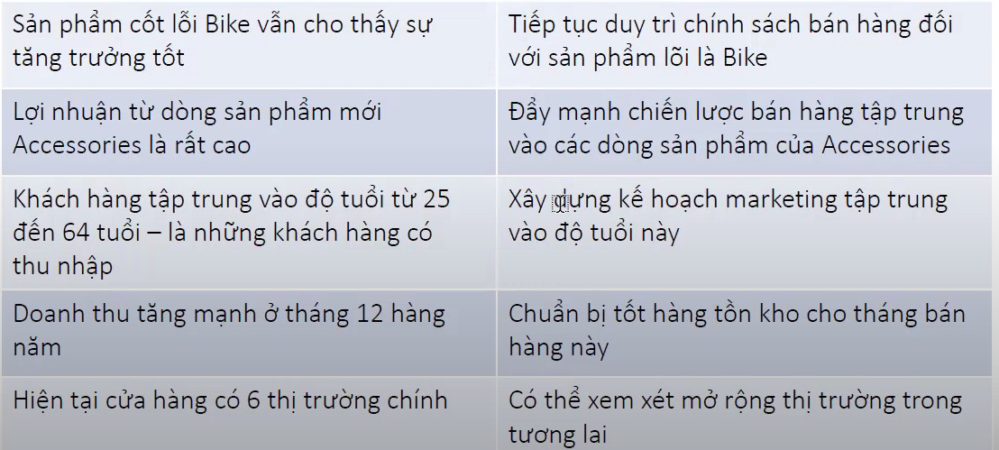 Sản phẩm cốt lỗi Bike vẫn cho thấy sự
tăng trưởng tốt
Tiếp tục duy trì chính sách bán hàng đối
với sản phẩm lõi là Bike
Lợi nhuận từ dòng sản phẩm mới
Accessories là rất cao
Đẩy mạnh chiến lược bán hàng tập trung
vào các dòng sản phẩm của Accessories
Khách hàng tập trung vào độ tuổi từ 25
đến 64 tuổi – là những khách hàng có
thu nhập
Xây dựng kế hoạch marketing tập trung
vào độ tuổi này
Doanh thu tăng mạnh ở tháng 12 hàng
năm
Chuẩn bị tốt hàng tồn kho cho tháng bán
hàng này
Hiện tại cửa hàng có 6 thị trường chính
Có thể xem xét mở rộng thị trường trong
tương lai